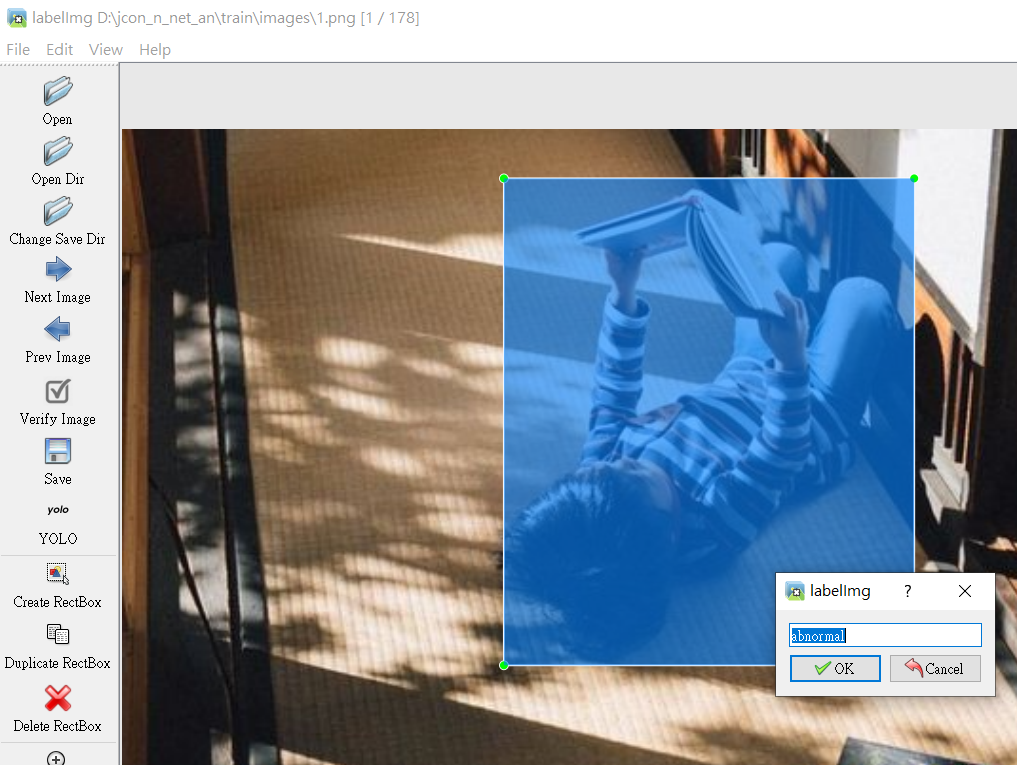 labelImg D:\jcon_n_net_an\train\images\1.png [1 / 178]
File Edit View Help
Open
Open Dir
Change Save Dir
Next Image
Prev Image
Verify Image
Save
yolo
YOLO
Create RectBox
Duplicate RectBox
Delete RectBox
labelImg ?
abnormal
OK Cancel